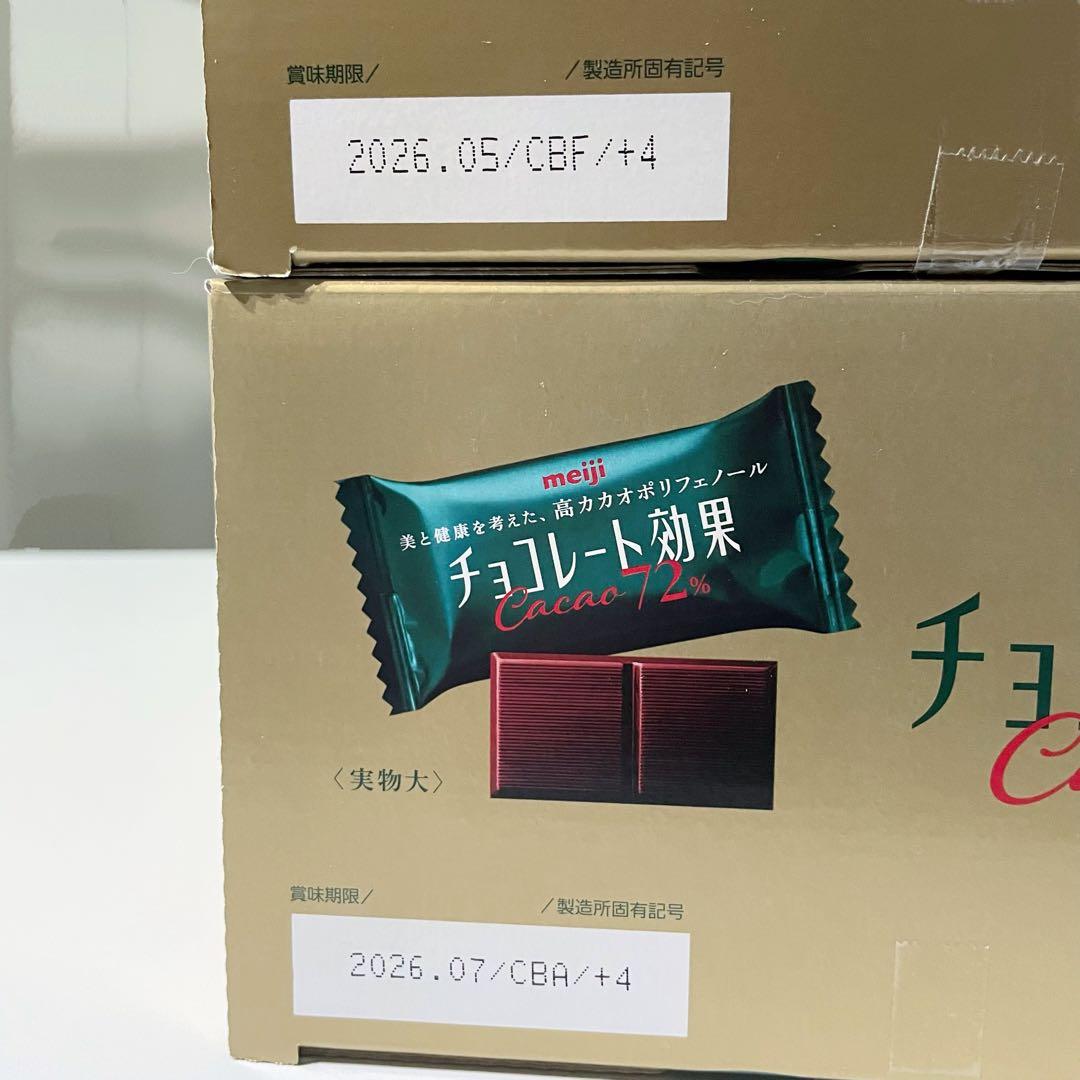 賞味期限/ /製造所固有記号
2026.05/CBF/+4
meiji
美と健康を考えた、高カカオポリフェノール
チョコレート効果
Cacao72%
チョ
C
〈実物大〉
賞味期限/ /製造所固有記号
2026.07/CBA/+4